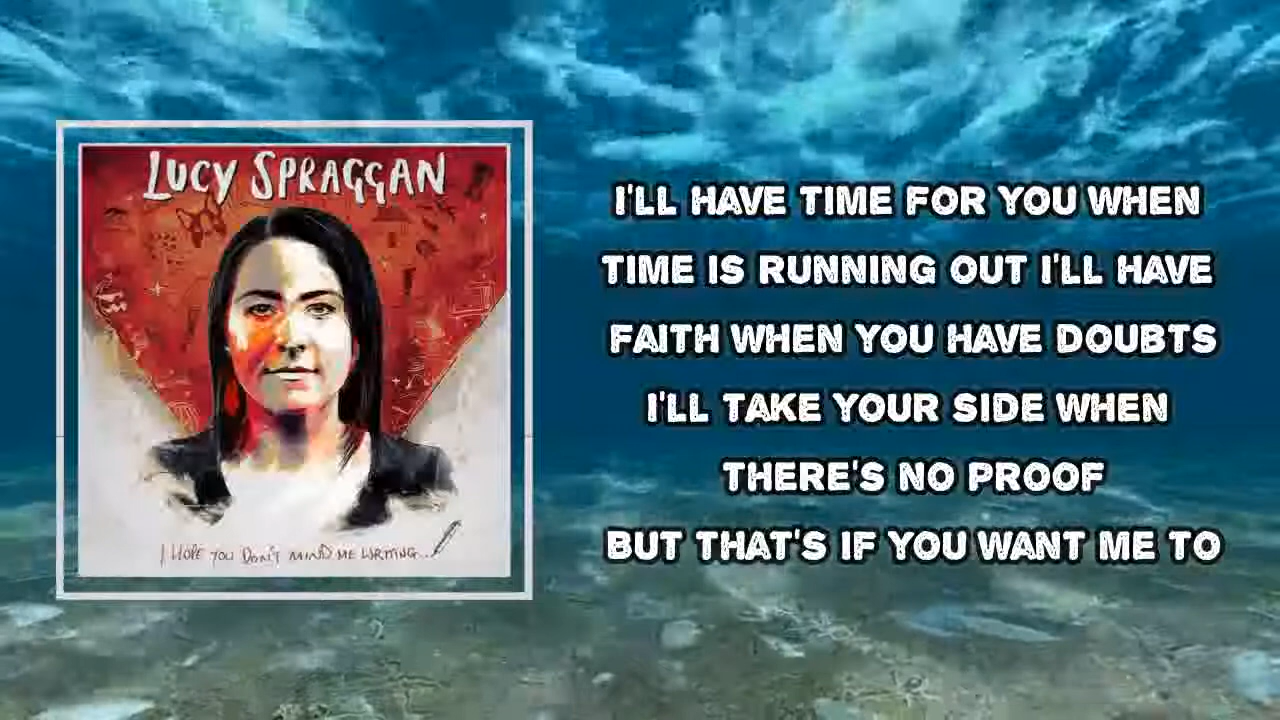 LUCY SPRAGGAN
I HOPE YOU DON'T MIND ME WRITING...
I'LL HAVE TIME FOR YOU WHEN
TIME IS RUNNING OUT I'LL HAVE
FAITH WHEN YOU HAVE DOUBTS
I'LL TAKE YOUR SIDE WHEN
THERE'S NO PROOF
BUT THAT'S IF YOU WANT ME TO